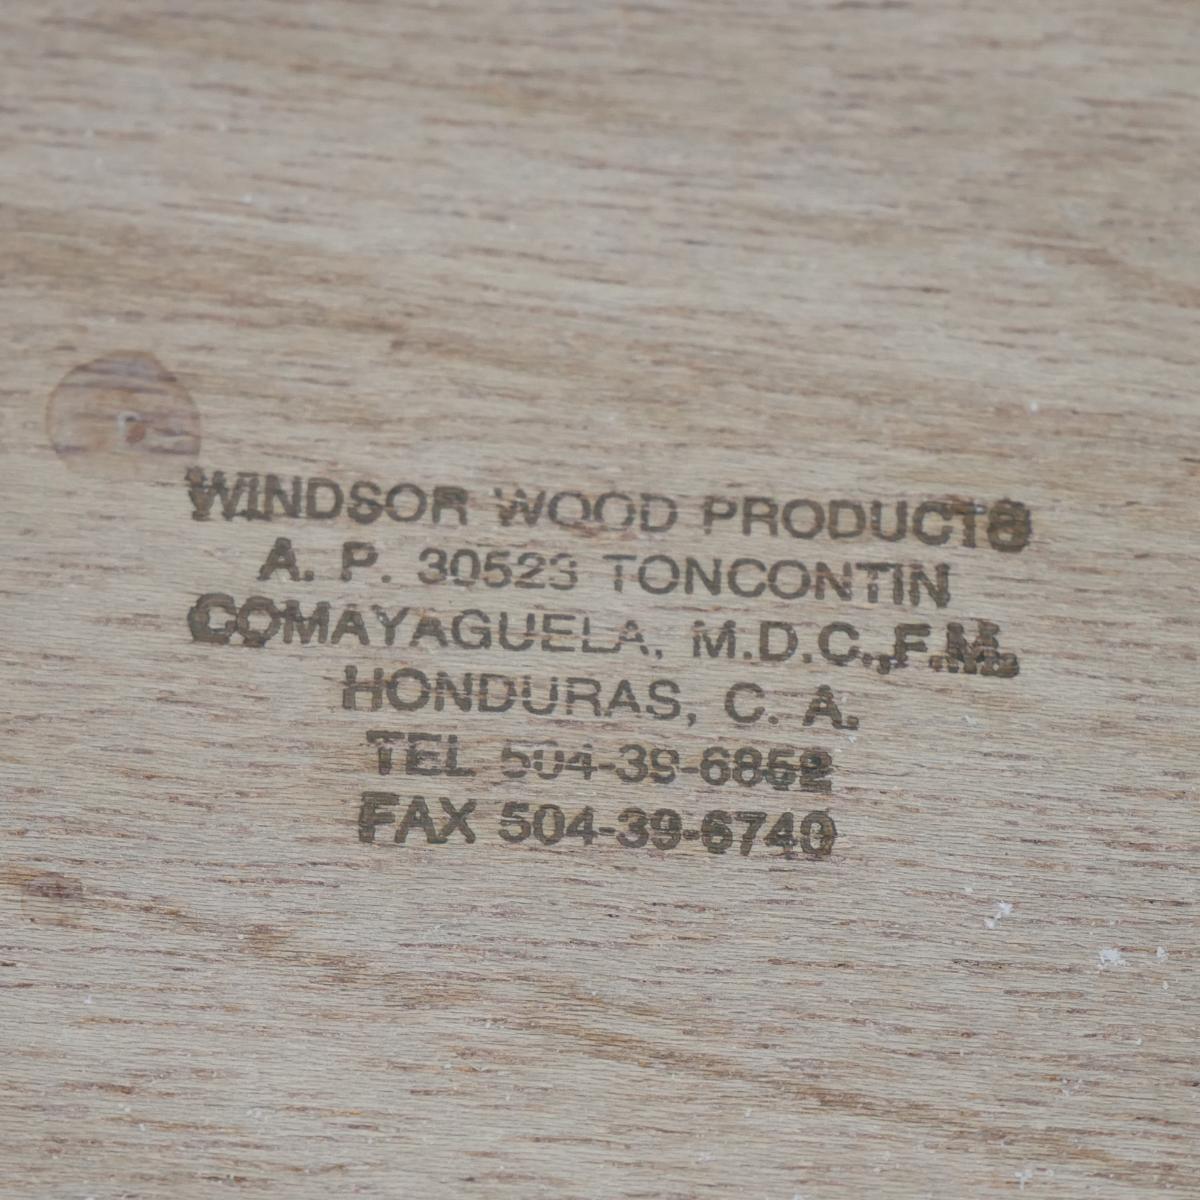 WINDSOR WOOD PRODUCTS
A. P. 30523 TONCONTIN
COMAYAGUELA, M.D.C.,F.M.
HONDURAS, C. A.
TEL 504-39-6852
FAX 504-39-6740